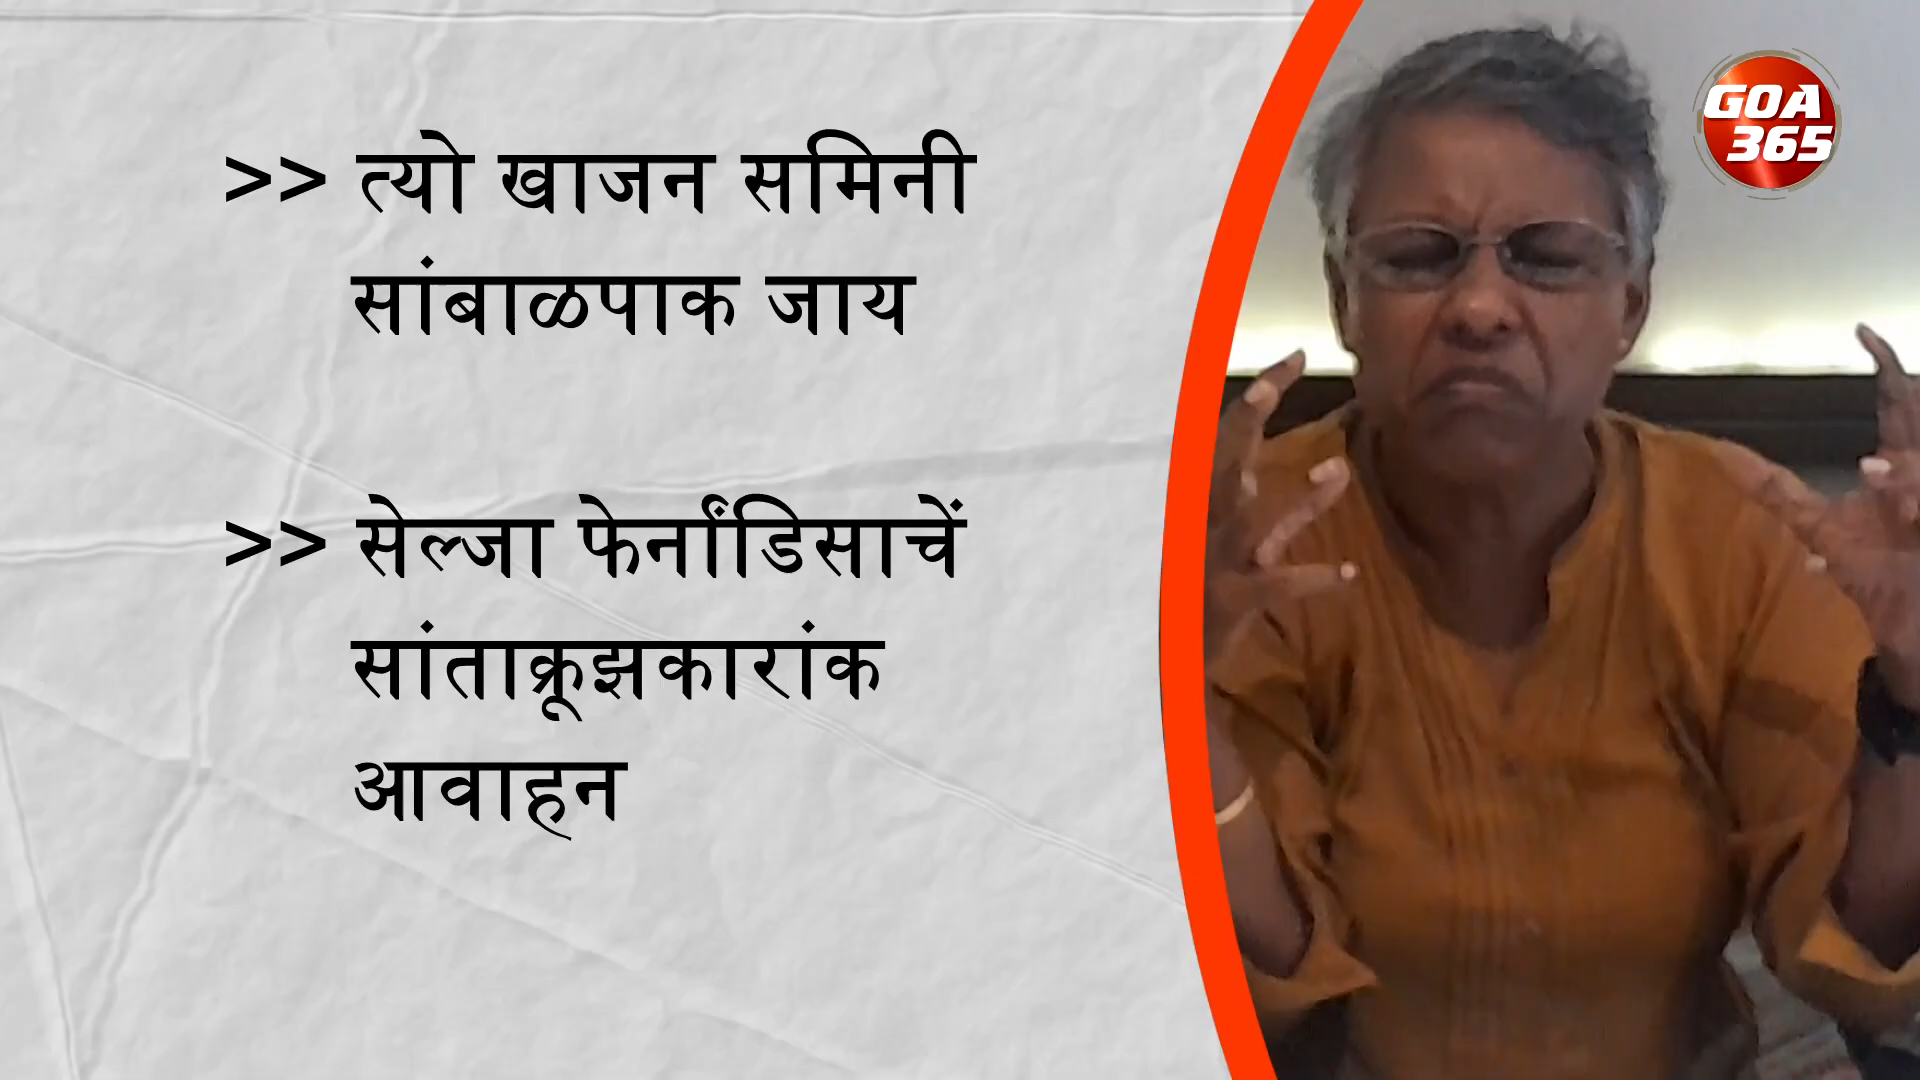 >> त्यो खाजन समिनी
सांबाळपाक जाय
>> सेल्जा फेर्नांडिसाचें
सांताक्रूझकारांक
आवाहन
GOA
365